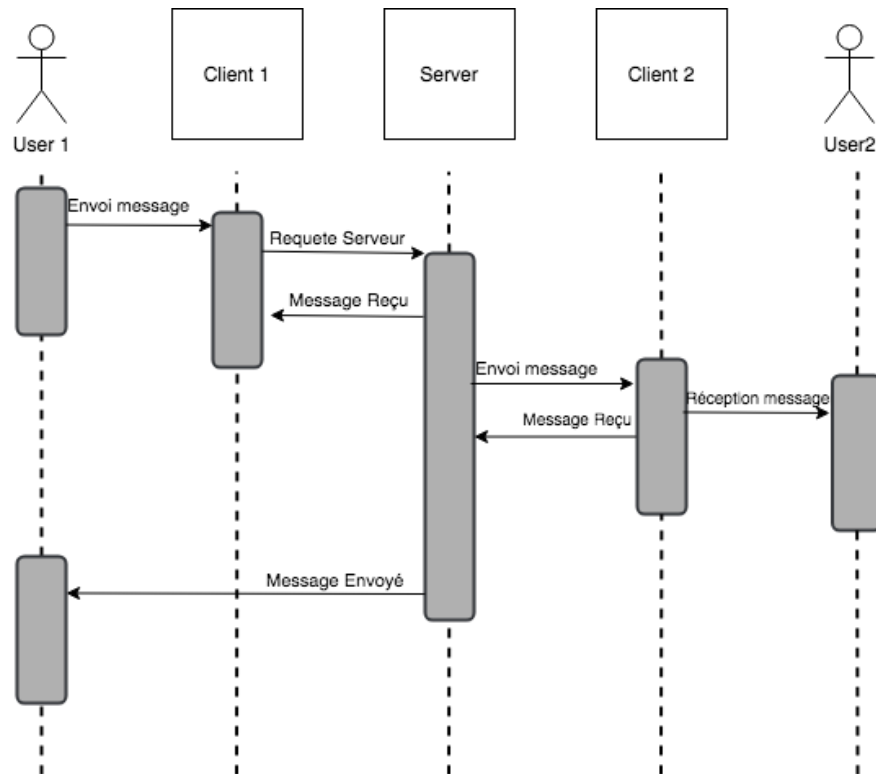 Client 1
Server
Client 2
User 1
User2
Envoi message
Requete Serveur
Message Reçu
Envoi message
Réception message
Message Reçu
Message Envoyé